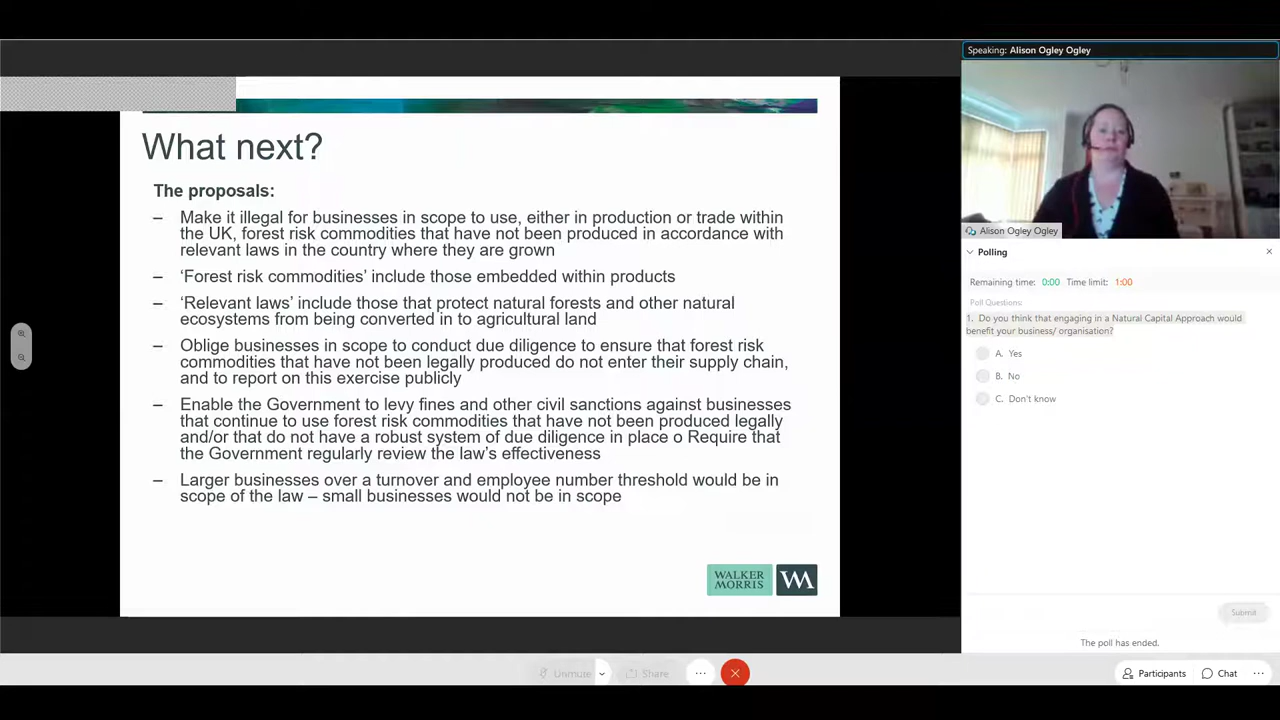 Speaking: Alison Ogley Ogley
What next?
The proposals:
– Make it illegal for businesses in scope to use, either in production or trade within
the UK, forest risk commodities that have not been produced in accordance with
relevant laws in the country where they are grown
– ‘Forest risk commodities’ include those embedded within products
– ‘Relevant laws’ include those that protect natural forests and other natural
ecosystems from being converted in to agricultural land
– Oblige businesses in scope to conduct due diligence to ensure that forest risk
commodities that have not been legally produced do not enter their supply chain,
and to report on this exercise publicly
– Enable the Government to levy fines and other civil sanctions against businesses
that continue to use forest risk commodities that have not been produced legally
and/or that do not have a robust system of due diligence in place o Require that
the Government regularly review the law’s effectiveness
– Larger businesses over a turnover and employee number threshold would be in
scope of the law – small businesses would not be in scope
WALKER
MORRIS
WM
Alison Ogley Ogley
Polling
Remaining time: 0:00 Time limit: 1:00
Poll Questions:
1. Do you think that engaging in a Natural Capital Approach would
benefit your business/ organisation?
A. Yes
B. No
C. Don't know
Submit
The poll has ended.
Unmute
Share
Participants
Chat